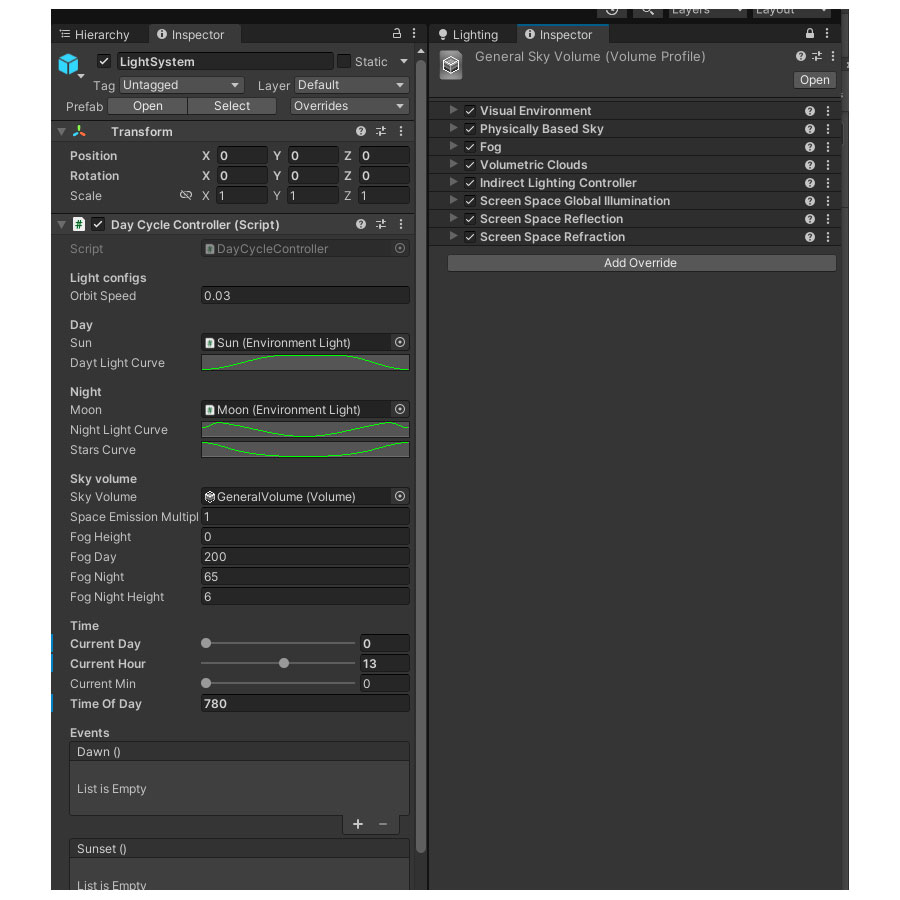 Layers
Layout
Hierarchy
Inspector
LightSystem
Static
Tag Untagged
Layer Default
Prefab Open Select Overrides
Transform
Position X 0 Y 0 Z 0
Rotation X 0 Y 0 Z 0
Scale X 1 Y 1 Z 1
# Day Cycle Controller (Script)
Script # DayCycleController
Light configs
Orbit Speed 0.03
Day
Sun # Sun (Environment Light)
Dayt Light Curve
Night
Moon # Moon (Environment Light)
Night Light Curve
Stars Curve
Sky volume
Sky Volume GeneralVolume (Volume)
Space Emission Multipl 1
Fog Height 0
Fog Day 200
Fog Night 65
Fog Night Height 6
Time
Current Day 0
Current Hour 13
Current Min 0
Time Of Day 780
Events
Dawn ()
List is Empty
+ −
Sunset ()
List is Empty
Lighting
Inspector
General Sky Volume (Volume Profile)
Open
Visual Environment
Physically Based Sky
Fog
Volumetric Clouds
Indirect Lighting Controller
Screen Space Global Illumination
Screen Space Reflection
Screen Space Refraction
Add Override